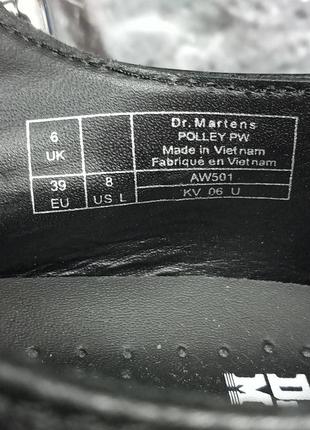 6
UK
39
EU
8
US L
Dr. Martens
POLLEY PW
Made in Vietnam
Fabriqué en Vietnam
AW501
KV 06 U
DM